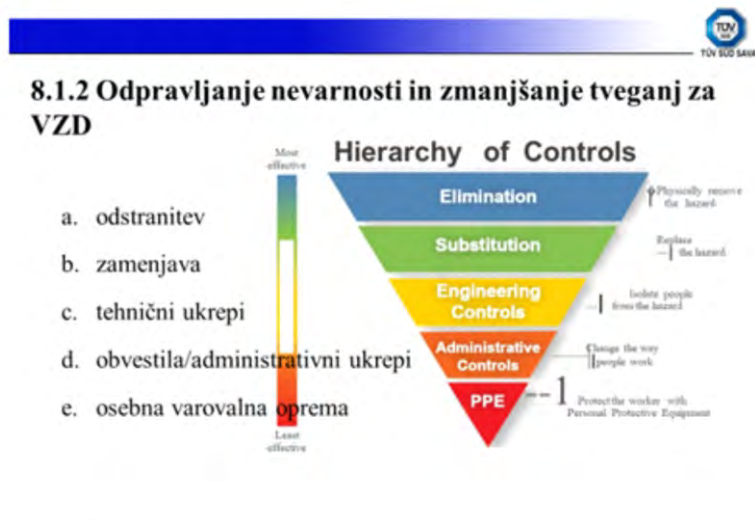 TÜV
SÜD
TÜV SÜD SAVA
8.1.2 Odpravljanje nevarnosti in zmanjšanje tveganj za
VZD
Most
effective
Hierarchy of Controls
a. odstranitev
b. zamenjava
c. tehnični ukrepi
d. obvestila/administrativni ukrepi
e. osebna varovalna oprema
Least
effective
Elimination
Physically remove
the hazard
Substitution
Replace
the hazard
Engineering
Controls
Isolate people
from the hazard
Administrative
Controls
Change the way
people work
PPE
Protect the worker with
Personal Protective Equipment